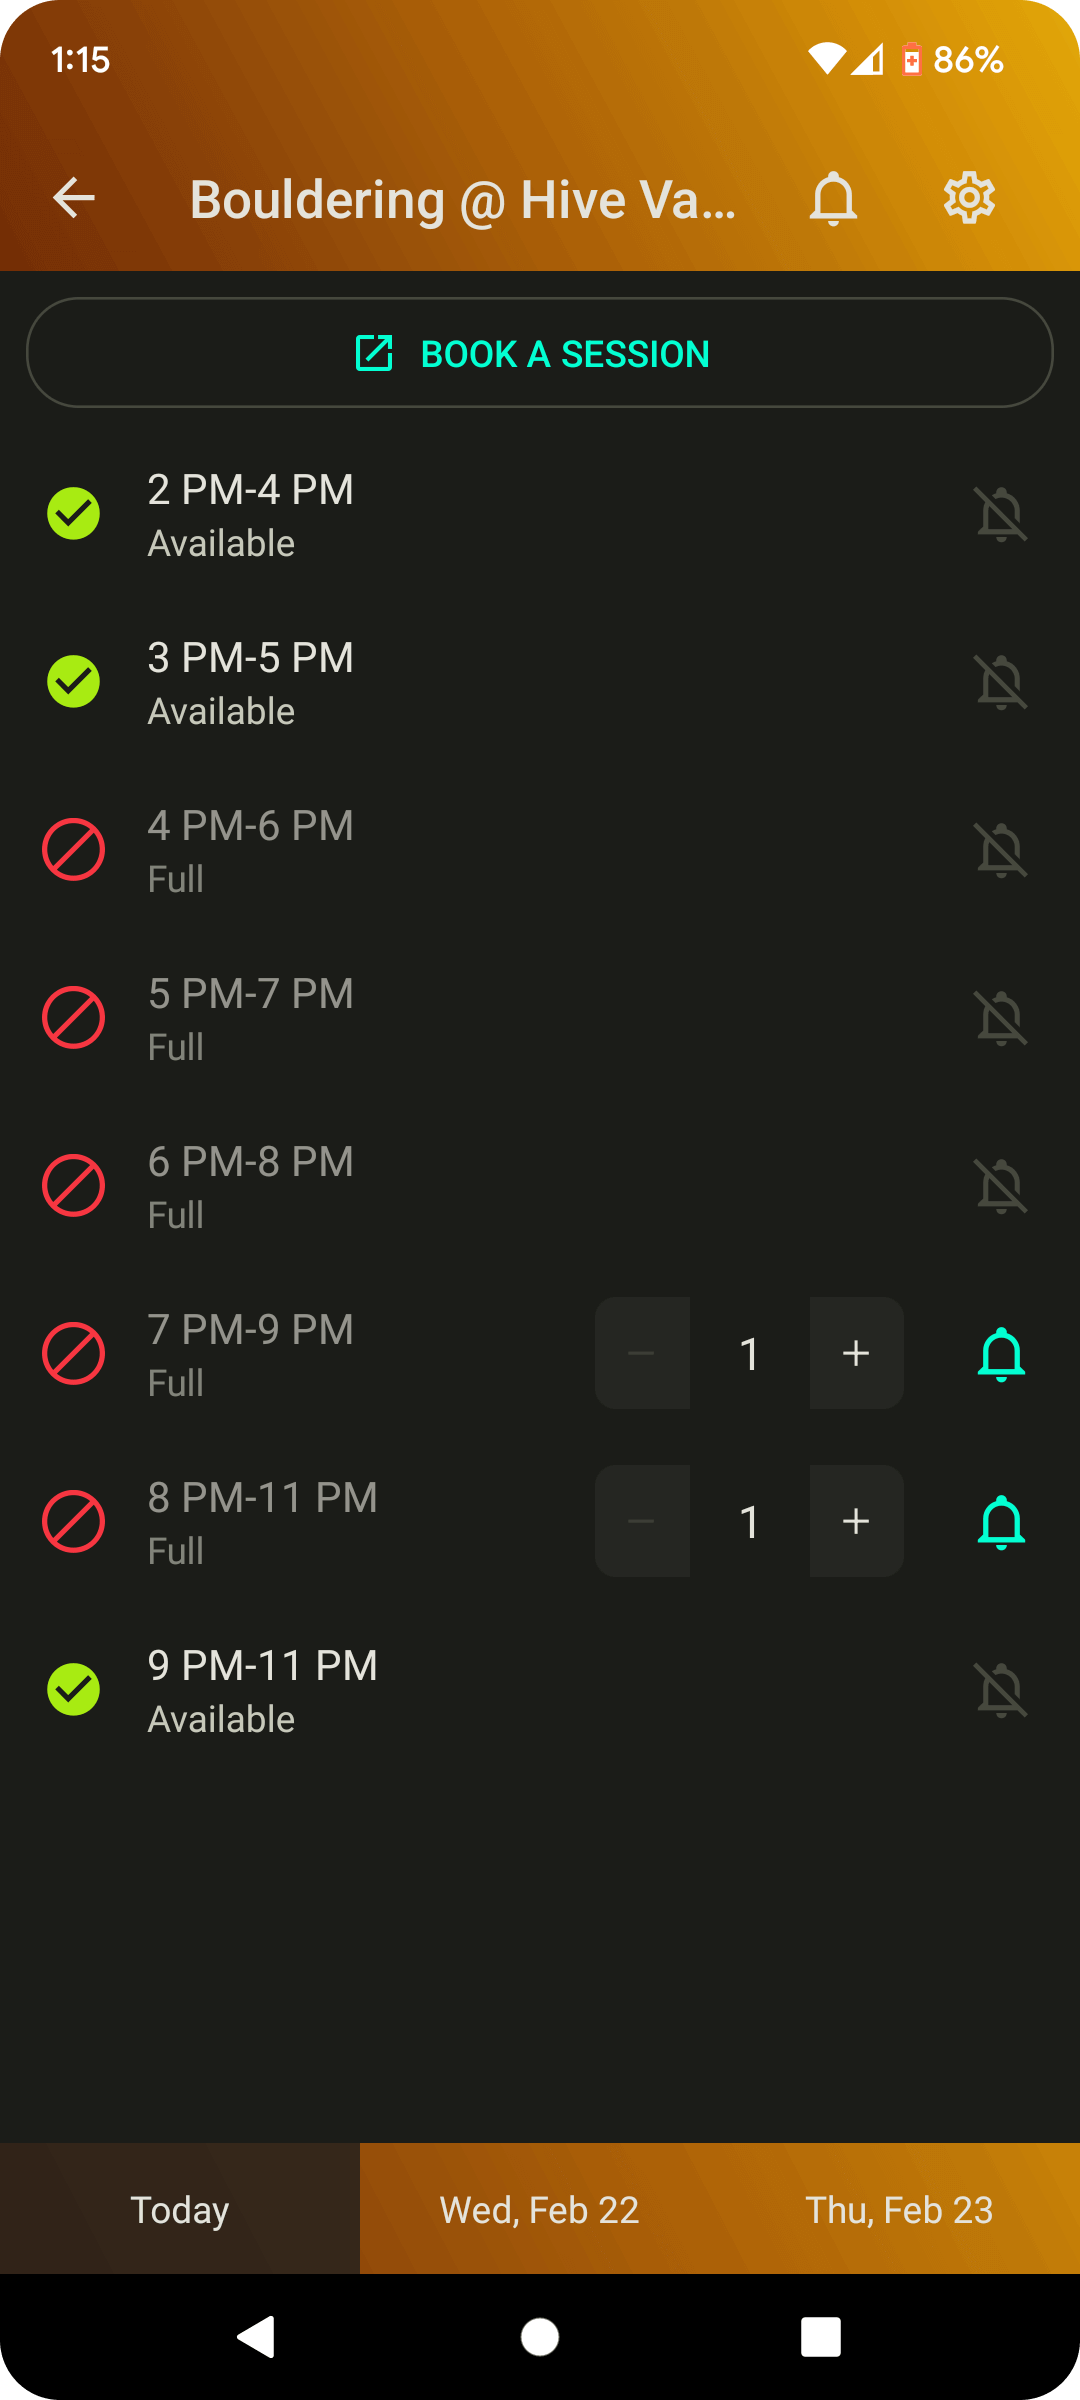 1:15 86%
Bouldering @ Hive Va...
BOOK A SESSION
2 PM-4 PM
Available
3 PM-5 PM
Available
4 PM-6 PM
Full
5 PM-7 PM
Full
6 PM-8 PM
Full
7 PM-9 PM
Full
− 1 +
8 PM-11 PM
Full
− 1 +
9 PM-11 PM
Available
Today Wed, Feb 22 Thu, Feb 23